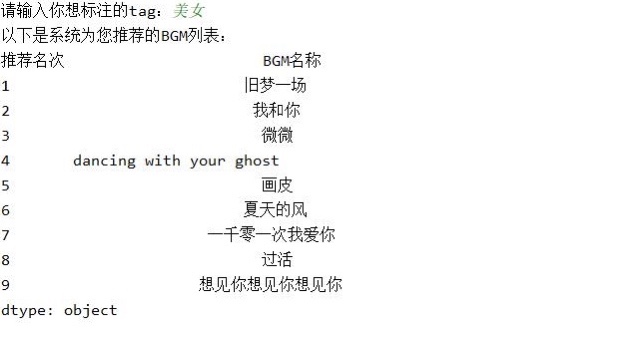 请输入你想标注的tag: 美女
以下是系统为您推荐的BGM列表:
推荐名次 BGM名称
1 旧梦一场
2 我和你
3 微微
4 dancing with your ghost
5 画皮
6 夏天的风
7 一千零一次我爱你
8 过活
9 想见你想见你想见你
dtype: object